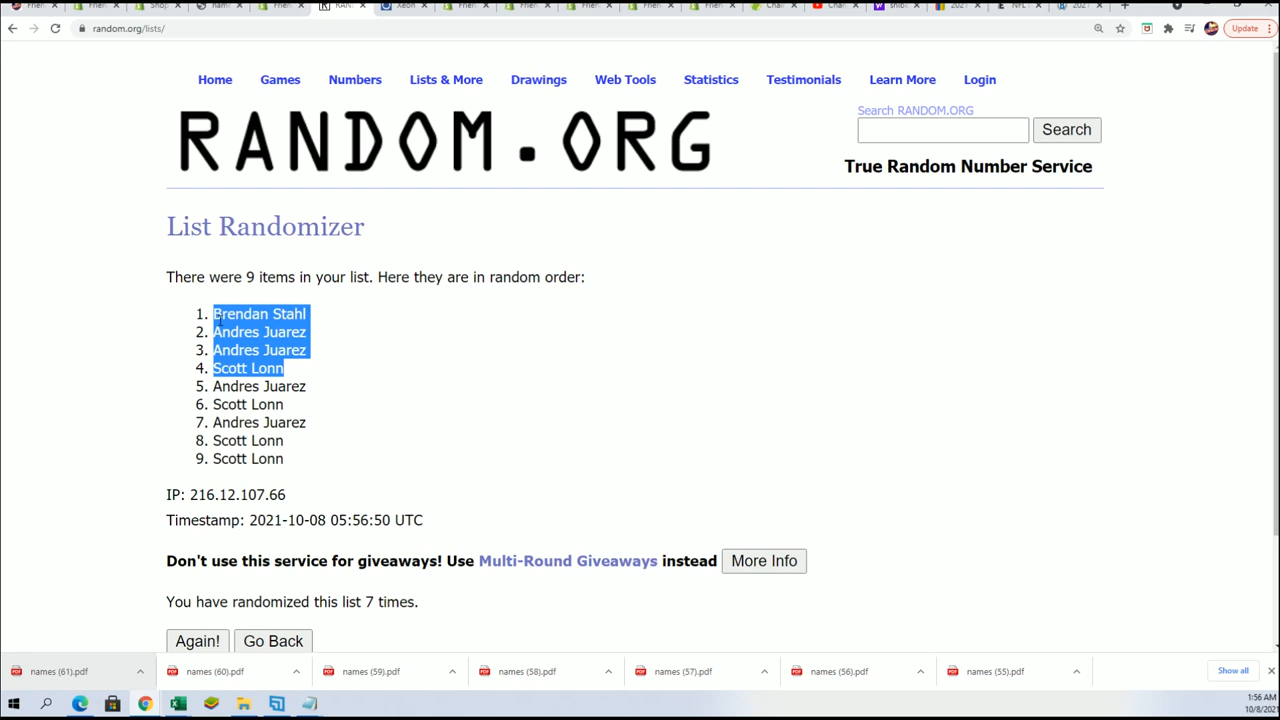 random.org/lists/
Update
Home Games Numbers Lists & More Drawings Web Tools Statistics Testimonials Learn More Login
RANDOM.ORG
Search RANDOM.ORG
Search
True Random Number Service
List Randomizer
There were 9 items in your list. Here they are in random order:
1. Brendan Stahl
2. Andres Juarez
3. Andres Juarez
4. Scott Lonn
5. Andres Juarez
6. Scott Lonn
7. Andres Juarez
8. Scott Lonn
9. Scott Lonn
IP: 216.12.107.66
Timestamp: 2021-10-08 05:56:50 UTC
Don't use this service for giveaways! Use Multi-Round Giveaways instead More Info
You have randomized this list 7 times.
Again! Go Back
names (61).pdf names (60).pdf names (59).pdf names (58).pdf names (57).pdf names (56).pdf names (55).pdf Show all
1:56 AM